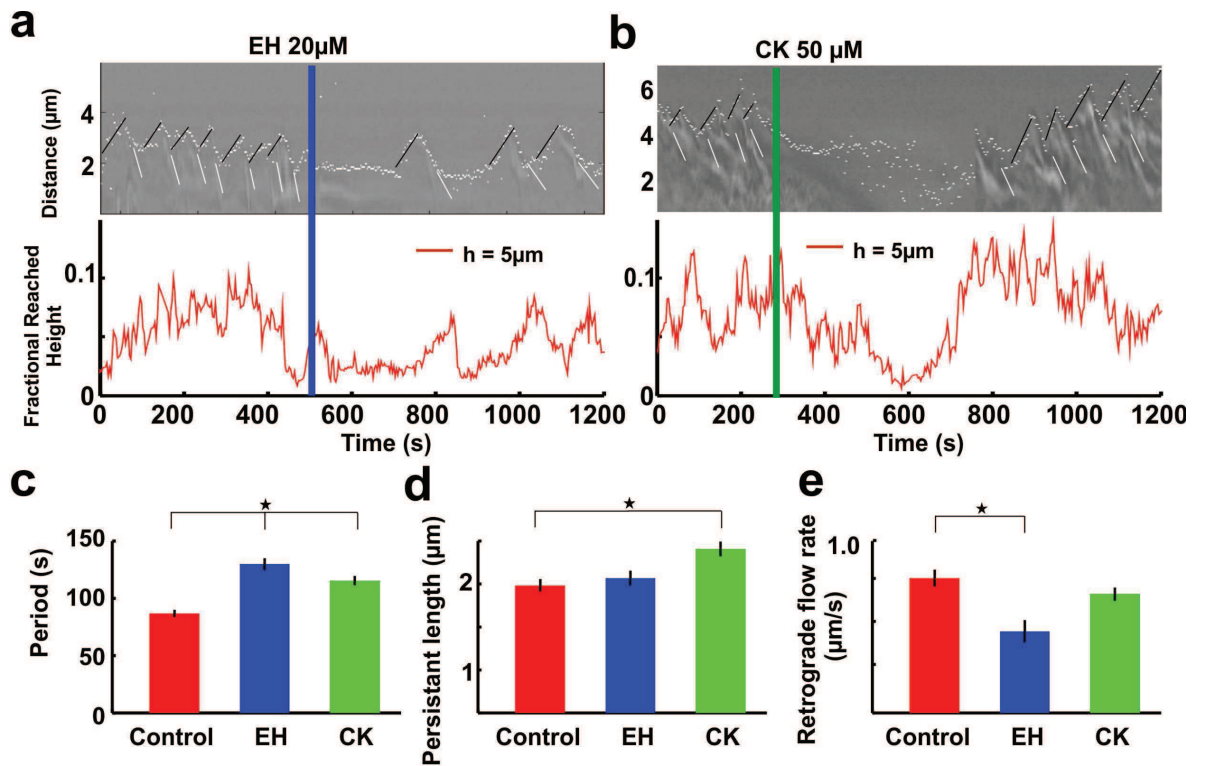 a
EH 20µM
Distance (µm)
4
2
Fractional Reached
Height
0.1
0
h = 5µm
0 200 400 600 800 1000 1200
Time (s)
b
CK 50 µM
6
4
2
0.1
0
h = 5µm
0 200 400 600 800 1000 1200
Time (s)
c
Period (s)
150
100
50
0
Control EH CK
d
Persistant length (µm)
2
1
Control EH CK
e
Retrograde flow rate
(µm/s)
1.0
Control EH CK